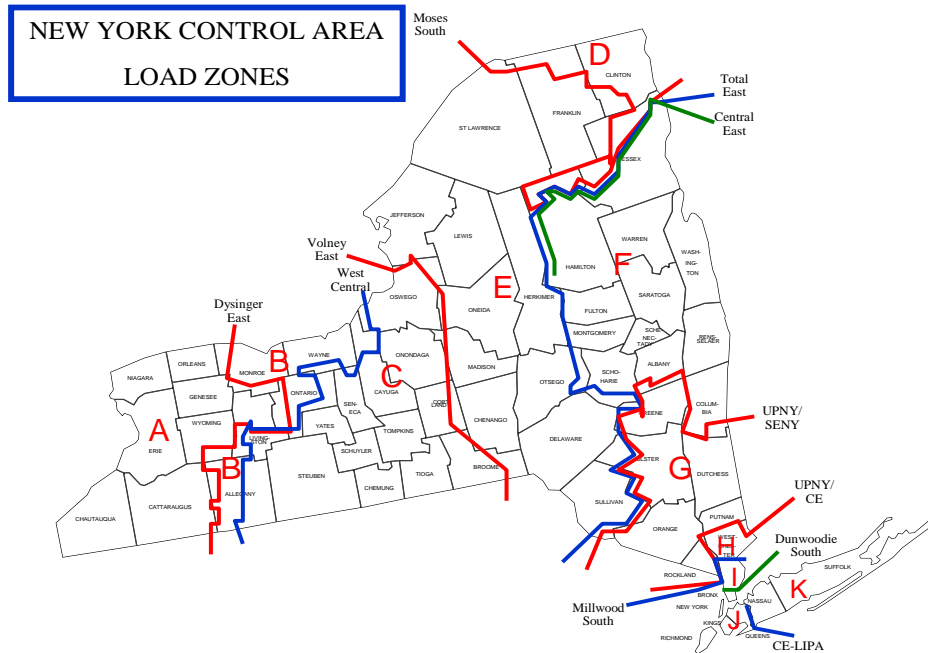 NEW YORK CONTROL AREA
LOAD ZONES
Moses
South
D
CLINTON
Total
East
Central
East
FRANKLIN
ST LAWRENCE
ESSEX
JEFFERSON
LEWIS
WARREN
WASH-
ING-
TON
Volney
East
West
Central
HAMILTON
F
E
OSWEGO
HERKIMER
SARATOGA
ONEIDA
FULTON
Dysinger
East
MONTGOMERY
SCHE
NEC-
TADY
RENS-
SELAER
WAYNE
B
ONONDAGA
ORLEANS
MONROE
MADISON
ALBANY
NIAGARA
C
SCHO-
HARIE
OTSEGO
GENESEE
ONTARIO
CAYUGA
SEN-
ECA
CORT
LAND
COLUM-
BIA
GREENE
UPNY/
SENY
WYOMING
A
YATES
TOMPKINS
CHENANGO
LIVING-
STON
DELAWARE
ERIE
B
SCHUYLER
STEUBEN
BROOME
TIOGA
ULSTER
G
DUTCHESS
CHEMUNG
ALLEGANY
CATTARAUGUS
SULLIVAN
UPNY/
CE
CHAUTAUQUA
PUTNAM
ORANGE
WEST-
CHES-
TER
H
Dunwoodie
South
SUFFOLK
ROCKLAND
I
K
BRONX
NASSAU
Millwood
South
NEW YORK
KINGS
J
RICHMOND
QUEENS
CE-LIPA